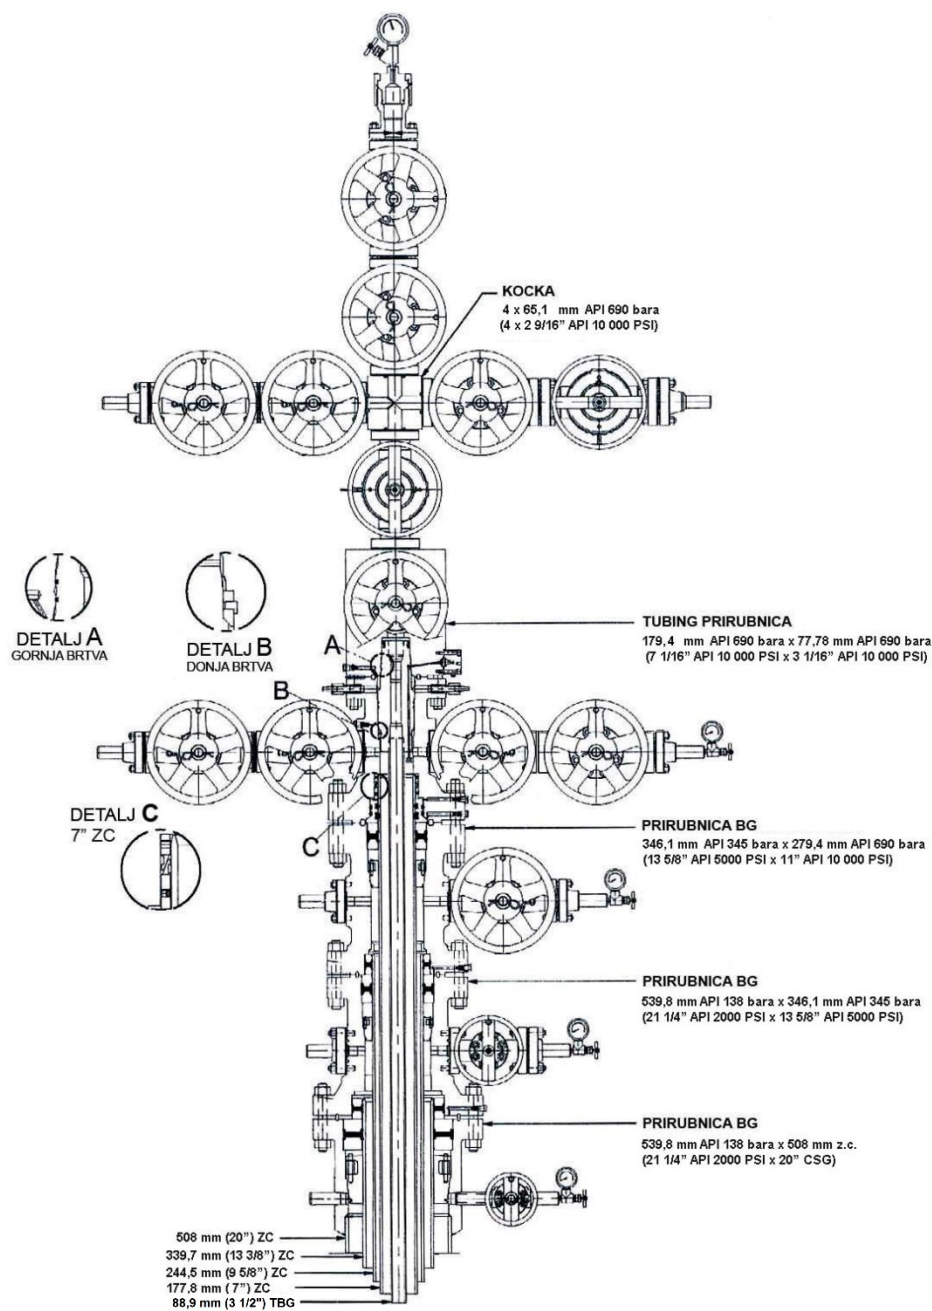 KOCKA
4 x 65,1 mm API 690 bara
(4 x 2 9/16” API 10 000 PSI)
DETALJ A
GORNJA BRTVA
DETALJ B
DONJA BRTVA
A
B
TUBING PRIRUBNICA
179,4 mm API 690 bara x 77,78 mm API 690 bara
(7 1/16” API 10 000 PSI x 3 1/16” API 10 000 PSI)
DETALJ C
7” ZC
C
PRIRUBNICA BG
346,1 mm API 345 bara x 279,4 mm API 690 bara
(13 5/8” API 5000 PSI x 11” API 10 000 PSI)
PRIRUBNICA BG
539,8 mm API 138 bara x 346,1 mm API 345 bara
(21 1/4” API 2000 PSI x 13 5/8” API 5000 PSI)
PRIRUBNICA BG
539,8 mm API 138 bara x 508 mm z.c.
(21 1/4” API 2000 PSI x 20” CSG)
508 mm (20”) ZC
339,7 mm (13 3/8”) ZC
244,5 mm (9 5/8”) ZC
177,8 mm ( 7”) ZC
88,9 mm (3 1/2") TBG